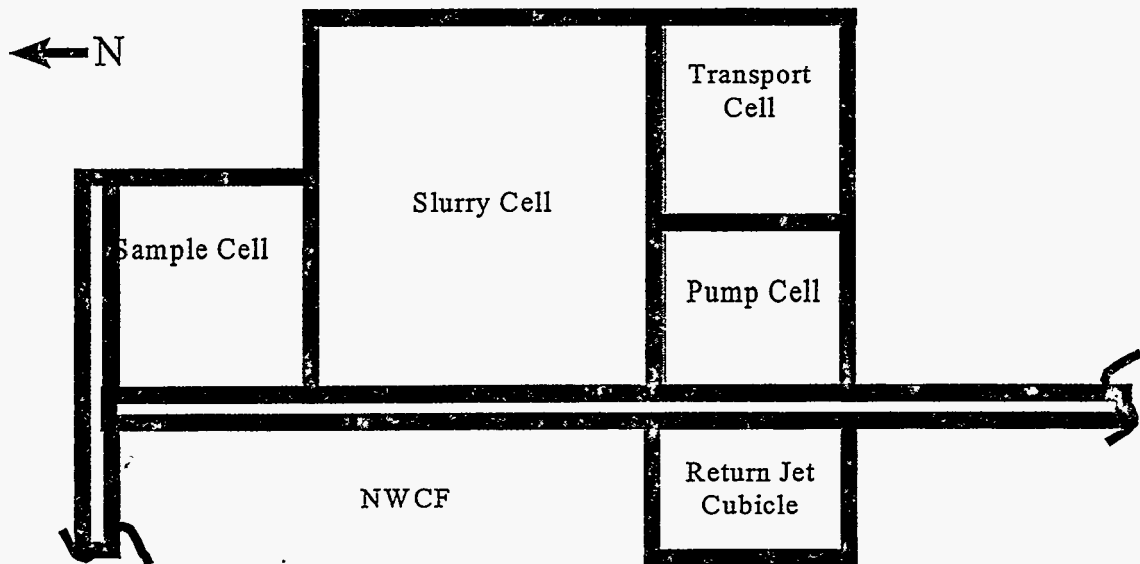 N
Transport
Cell
Slurry Cell
Sample Cell
Pump Cell
Return Jet
Cubicle
NWCF